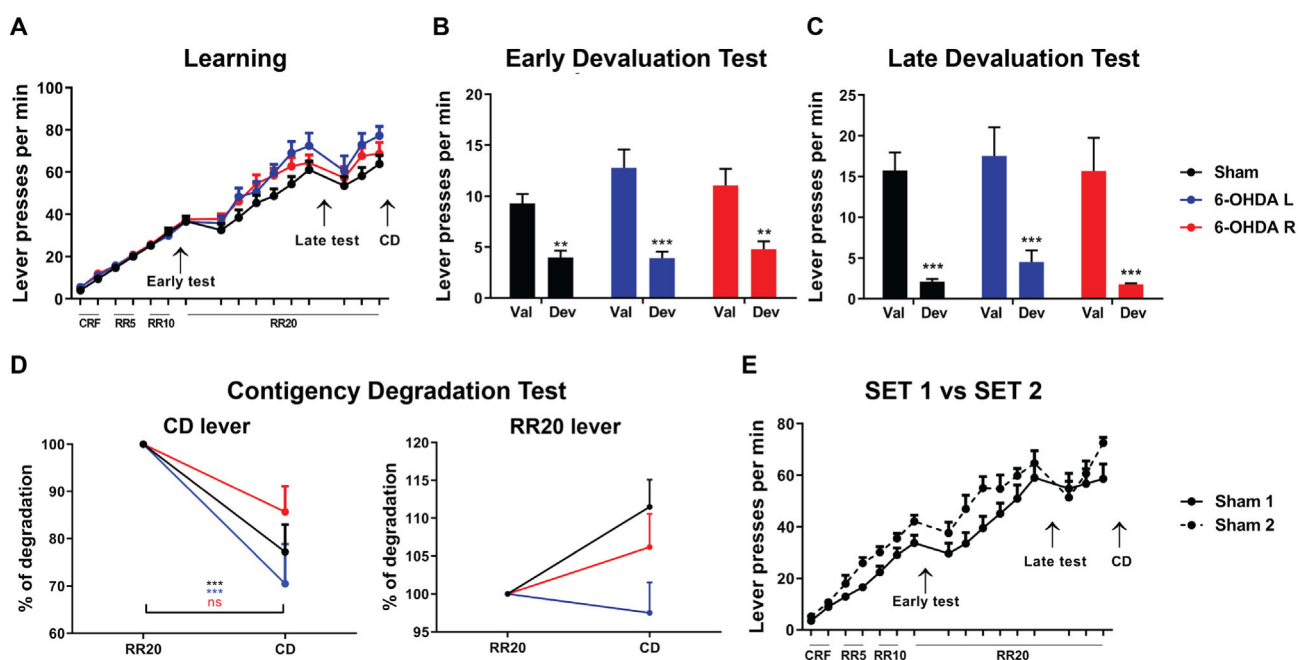 A
Learning
Lever presses per min
100
80
60
40
20
0
Early test
Late test
CD
CRF
RR5
RR10
RR20
B
Early Devaluation Test
Lever presses per min
20
15
10
5
0
**
***
**
Val
Dev
Val
Dev
Val
Dev
C
Late Devaluation Test
Lever presses per min
25
20
15
10
5
0
***
***
***
Val
Dev
Val
Dev
Val
Dev
Sham
6-OHDA L
6-OHDA R
D
Contigency Degradation Test
CD lever
% of degradation
100
90
80
70
60
***
***
ns
RR20
CD
RR20 lever
% of degradation
120
115
110
105
100
95
RR20
CD
E
SET 1 vs SET 2
Lever presses per min
80
60
40
20
0
Early test
Late test
CD
CRF
RR5
RR10
RR20
Sham 1
Sham 2